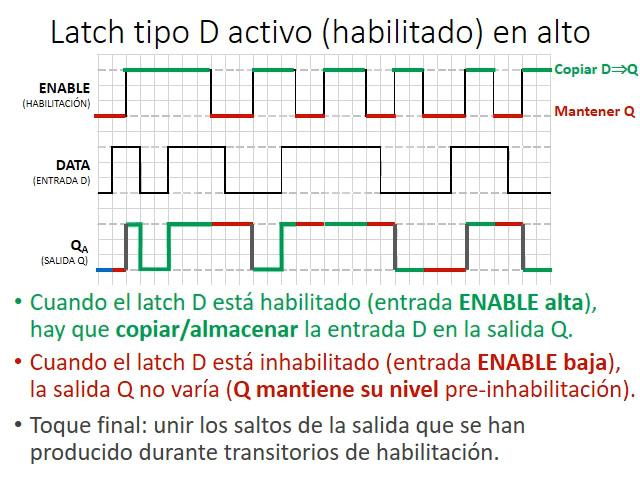 Latch tipo D activo (habilitado) en alto
ENABLE
(HABILITACIÓN)
Copiar D⇒Q
Mantener Q
DATA
(ENTRADA D)
QA
(SALIDA Q)
• Cuando el latch D está habilitado (entrada ENABLE alta),
hay que copiar/almacenar la entrada D en la salida Q.
• Cuando el latch D está inhabilitado (entrada ENABLE baja),
la salida Q no varía (Q mantiene su nivel pre-inhabilitación).
• Toque final: unir los saltos de la salida que se han
producido durante transitorios de habilitación.